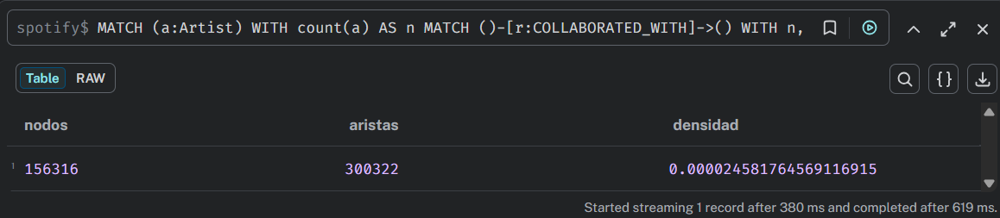 spotify$ MATCH (a:Artist) WITH count(a) AS n MATCH ()-[r:COLLABORATED_WITH]->() WITH n,
Table RAW
nodos aristas densidad
1 156316 300322 0.000024581764569116915
Started streaming 1 record after 380 ms and completed after 619 ms.